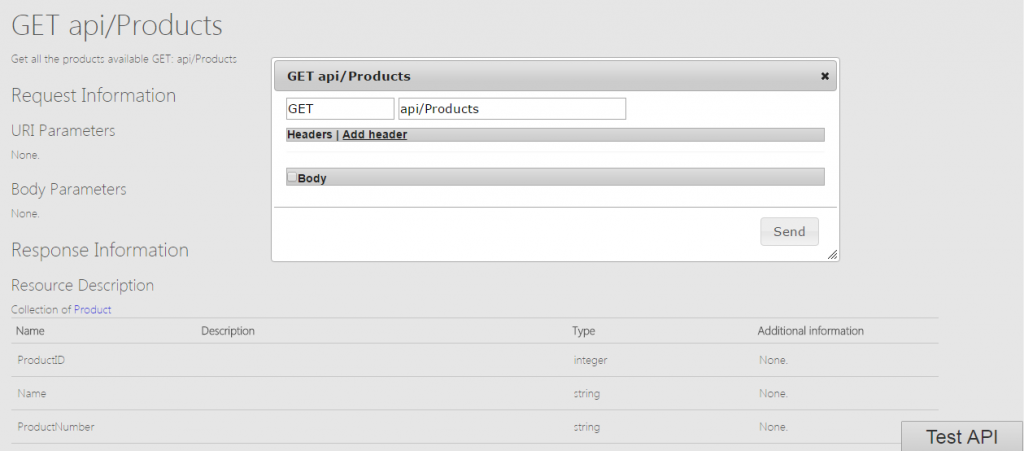 GET api/Products
Get all the products available GET: api/Products
Request Information
URI Parameters
None.
Body Parameters
None.
Response Information
Resource Description
Collection of Product
Name Description Type Additional information
ProductID integer None.
Name string None.
ProductNumber string None.
GET api/Products
GET api/Products
Headers | Add header
Body
Send
Test API